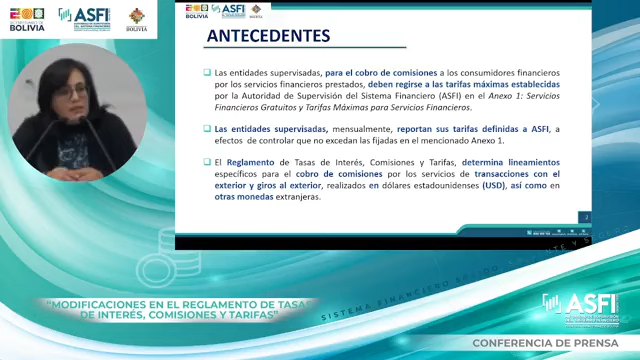 BOLIVIA
ASFI
BOLIVIA
BOLIVIA
ASFI
BOLIVIA
ANTECEDENTES
Las entidades supervisadas, para el cobro de comisiones a los consumidores financieros
por los servicios financieros prestados, deben regirse a las tarifas máximas establecidas
por la Autoridad de Supervisión del Sistema Financiero (ASFI) en el Anexo 1: Servicios
Financieros Gratuitos y Tarifas Máximas para Servicios Financieros.
Las entidades supervisadas, mensualmente, reportan sus tarifas definidas a ASFI, a
efectos de controlar que no excedan las fijadas en el mencionado Anexo 1.
El Reglamento de Tasas de Interés, Comisiones y Tarifas, determina lineamientos
específicos para el cobro de comisiones por los servicios de transacciones con el
exterior y giros al exterior, realizados en dólares estadounidenses (USD), así como en
otras monedas extranjeras.
2
"MODIFICACIONES EN EL REGLAMENTO DE TASAS
DE INTERÉS, COMISIONES Y TARIFAS"
SISTEMA FINANCIERO
ASFI
CONFERENCIA DE PRENSA